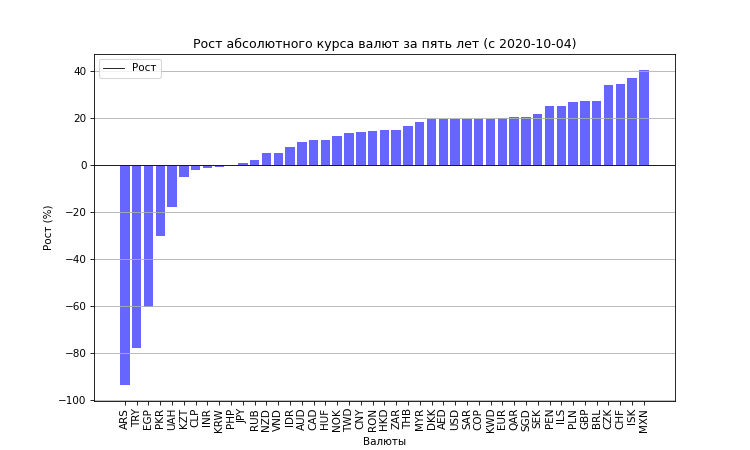 Рост абсолютного курса валют за пять лет (с 2020-10-04)
Рост
40
20
0
−20
−40
−60
−80
−100
Рост (%)
ARS TRY EGP PKR UAH KZT CLP INR KRW PHP JPY RUB NZD VND IDR AUD CAD HUF NOK TWD CNY RON HKD ZAR THB MYR DKK AED USD SAR COP KWD EUR QAR SGD SEK PEN ILS PLN GBP BRL CZK CHF ISK MXN
Валюты